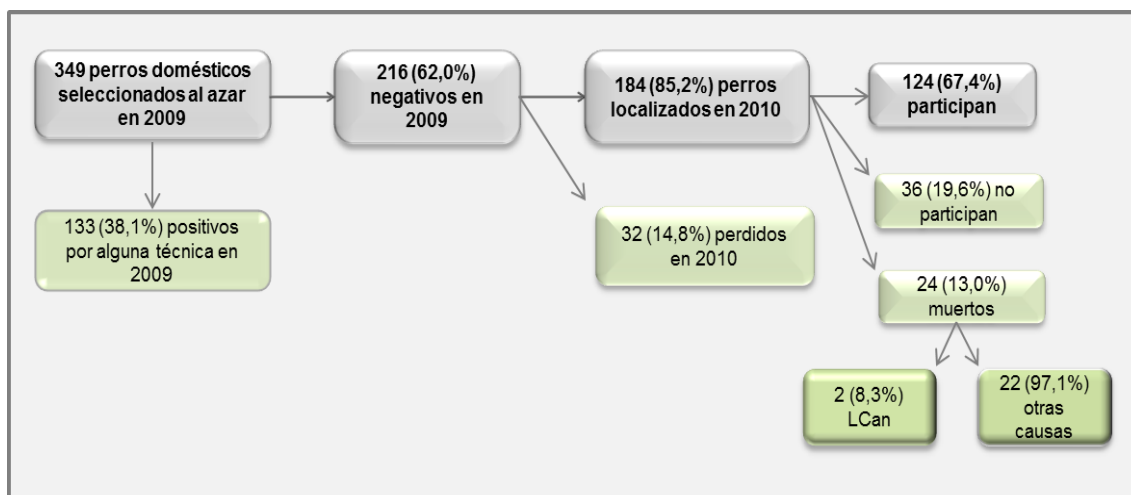 349 perros domésticos
seleccionados al azar
en 2009
216 (62,0%)
negativos en
2009
184 (85,2%) perros
localizados en 2010
124 (67,4%)
participan
133 (38,1%) positivos
por alguna técnica en
2009
32 (14,8%) perdidos
en 2010
36 (19,6%) no
participan
24 (13,0%)
muertos
2 (8,3%)
LCan
22 (97,1%)
otras
causas